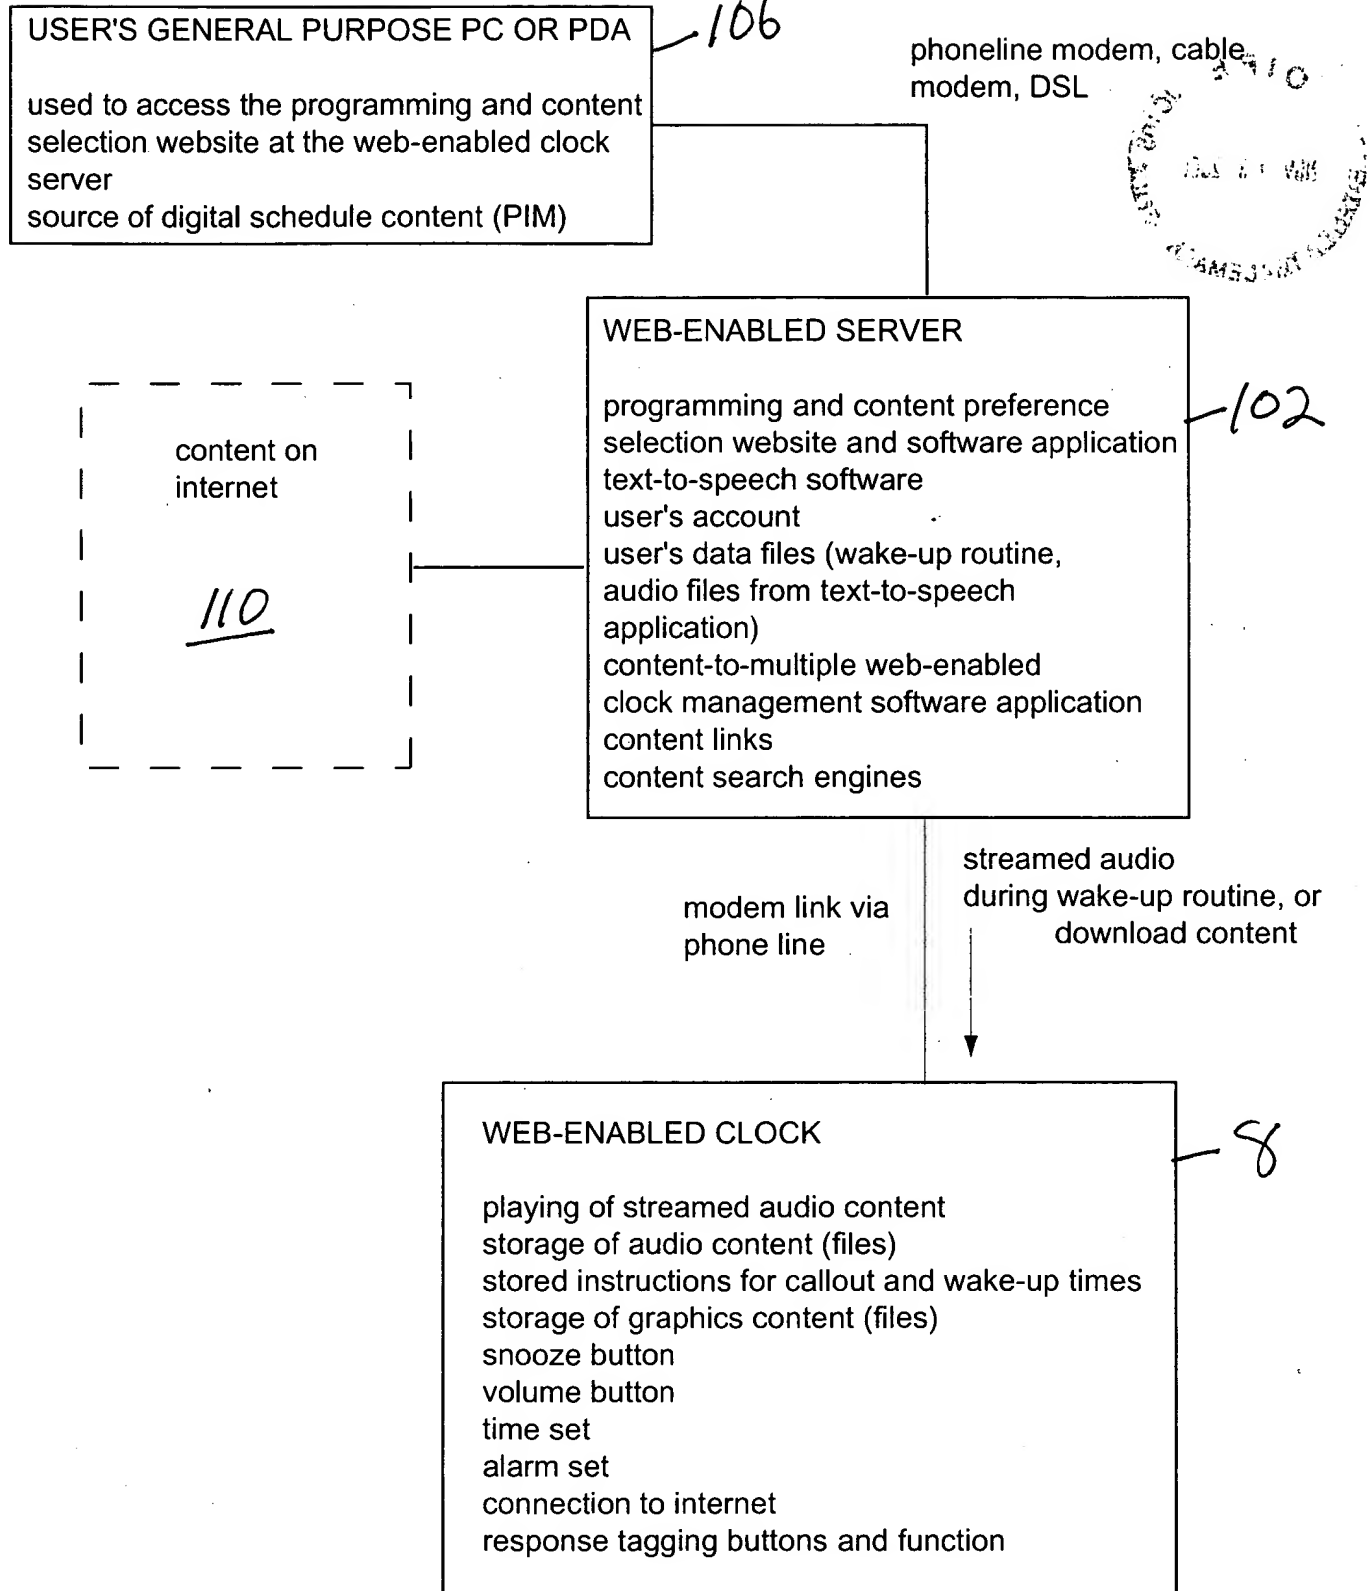 USER'S GENERAL PURPOSE PC OR PDA
106
used to access the programming and content
selection website at the web-enabled clock
server
source of digital schedule content (PIM)
phoneline modem, cable
modem, DSL
WEB-ENABLED SERVER
programming and content preference
selection website and software application
text-to-speech software
user's account
user's data files (wake-up routine,
audio files from text-to-speech
application)
content-to-multiple web-enabled
clock management software application
content links
content search engines
102
content on
internet
110
modem link via
phone line
streamed audio
during wake-up routine, or
download content
WEB-ENABLED CLOCK
8
playing of streamed audio content
storage of audio content (files)
stored instructions for callout and wake-up times
storage of graphics content (files)
snooze button
volume button
time set
alarm set
connection to internet
response tagging buttons and function